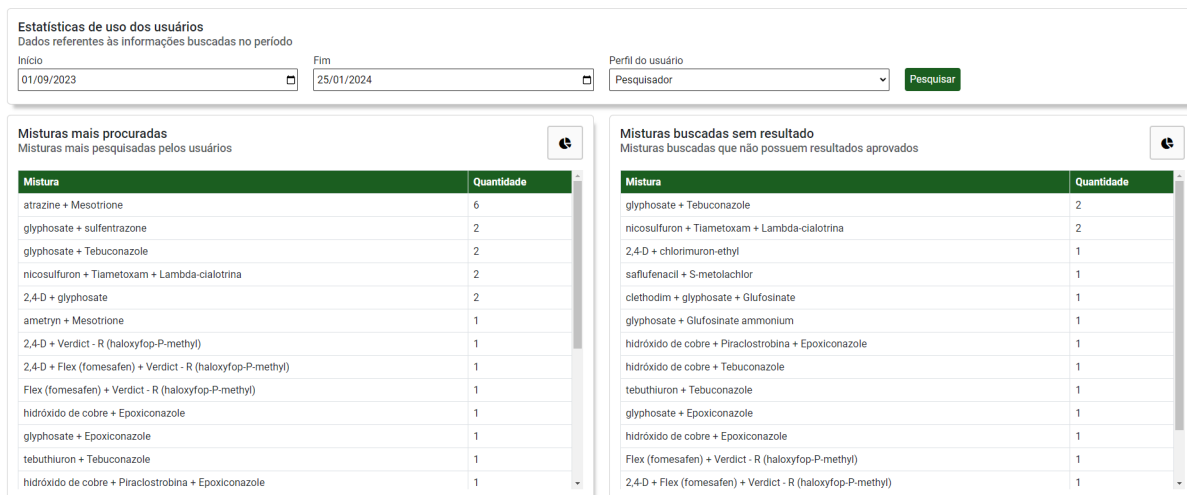 Estatísticas de uso dos usuários
Dados referentes às informações buscadas no período
Início
Fim
Perfil do usuário
01/09/2023
25/01/2024
Pesquisador
Pesquisar
Misturas mais procuradas
Misturas mais pesquisadas pelos usuários
Mistura Quantidade
atrazine + Mesotrione 6
glyphosate + sulfentrazone 2
glyphosate + Tebuconazole 2
nicosulfuron + Tiametoxam + Lambda-cialotrina 2
2,4-D + glyphosate 2
ametryn + Mesotrione 1
2,4-D + Verdict - R (haloxyfop-P-methyl) 1
2,4-D + Flex (fomesafen) + Verdict - R (haloxyfop-P-methyl) 1
Flex (fomesafen) + Verdict - R (haloxyfop-P-methyl) 1
hidróxido de cobre + Epoxiconazole 1
glyphosate + Epoxiconazole 1
tebuthiuron + Tebuconazole 1
hidróxido de cobre + Piraclostrobina + Epoxiconazole 1
Misturas buscadas sem resultado
Misturas buscadas que não possuem resultados aprovados
Mistura Quantidade
glyphosate + Tebuconazole 2
nicosulfuron + Tiametoxam + Lambda-cialotrina 2
2,4-D + chlorimuron-ethyl 1
saflufenacil + S-metolachlor 1
clethodim + glyphosate + Glufosinate 1
glyphosate + Glufosinate ammonium 1
hidróxido de cobre + Piraclostrobina + Epoxiconazole 1
hidróxido de cobre + Tebuconazole 1
tebuthiuron + Tebuconazole 1
glyphosate + Epoxiconazole 1
hidróxido de cobre + Epoxiconazole 1
Flex (fomesafen) + Verdict - R (haloxyfop-P-methyl) 1
2,4-D + Flex (fomesafen) + Verdict - R (haloxyfop-P-methyl) 1